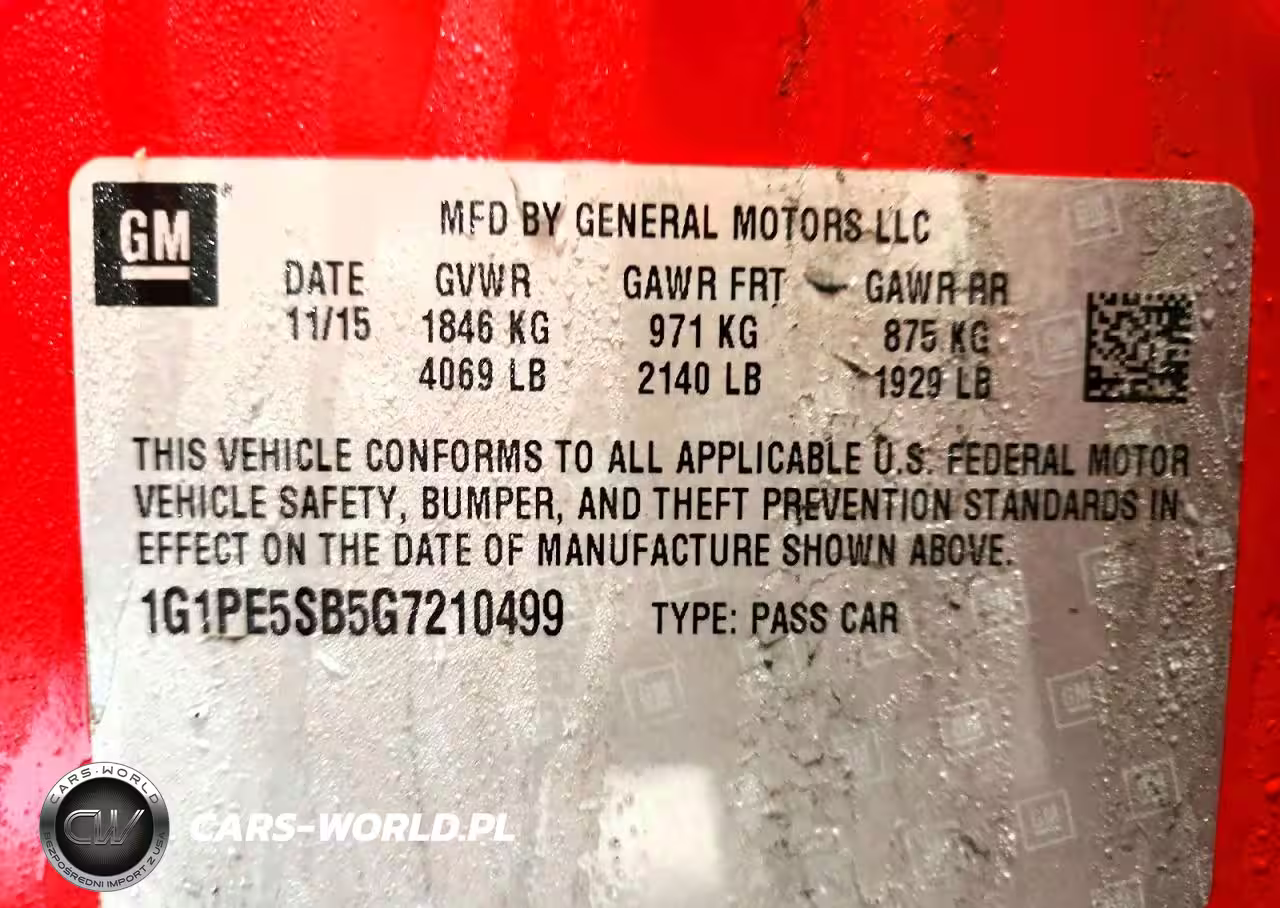 GM
MFD BY GENERAL MOTORS LLC
DATE GVWR GAWR FRT GAWR RR
11/15 1846 KG 971 KG 875 KG
4069 LB 2140 LB 1929 LB
THIS VEHICLE CONFORMS TO ALL APPLICABLE U.S. FEDERAL MOTOR
VEHICLE SAFETY, BUMPER, AND THEFT PREVENTION STANDARDS IN
EFFECT ON THE DATE OF MANUFACTURE SHOWN ABOVE.
1G1PE5SB5G7210499 TYPE: PASS CAR
CARS-WORLD
CW
BEZPOŚREDNI IMPORT Z USA
CARS-WORLD.PL